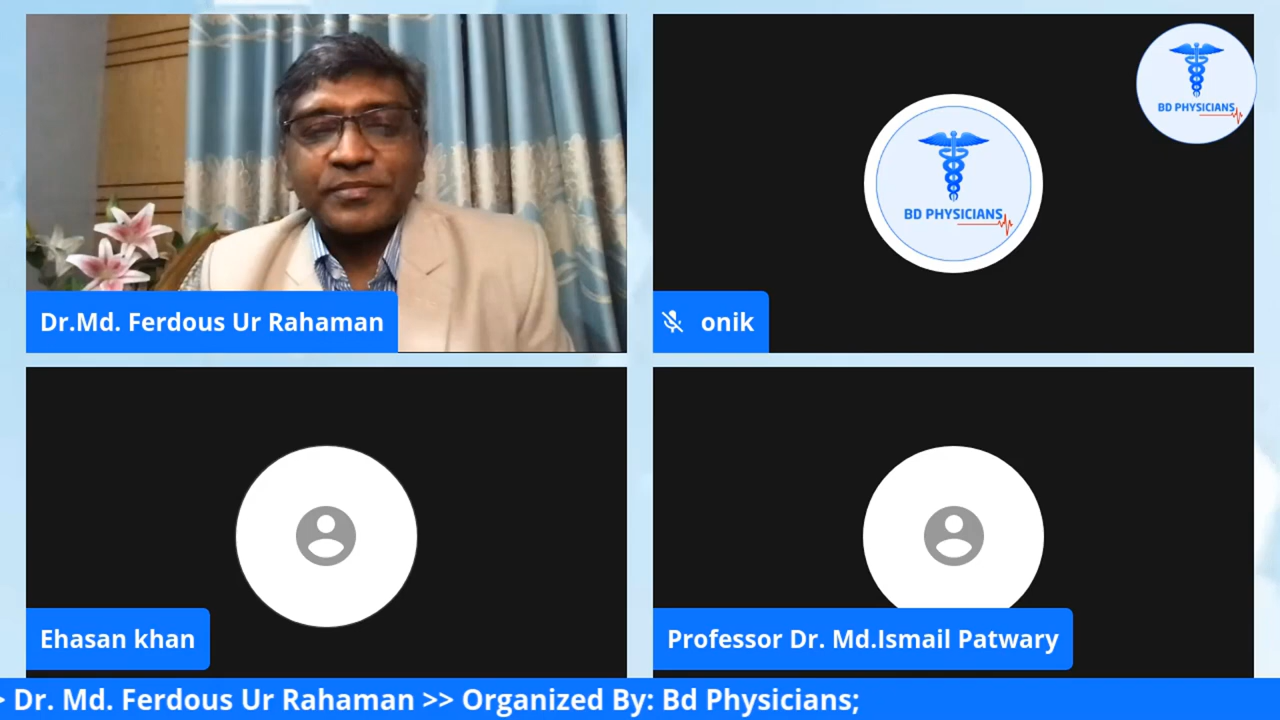 BD PHYSICIANS
BD PHYSICIANS
Dr.Md. Ferdous Ur Rahaman
onik
Ehasan khan
Professor Dr. Md.Ismail Patwary
Dr. Md. Ferdous Ur Rahaman >> Organized By: Bd Physicians;